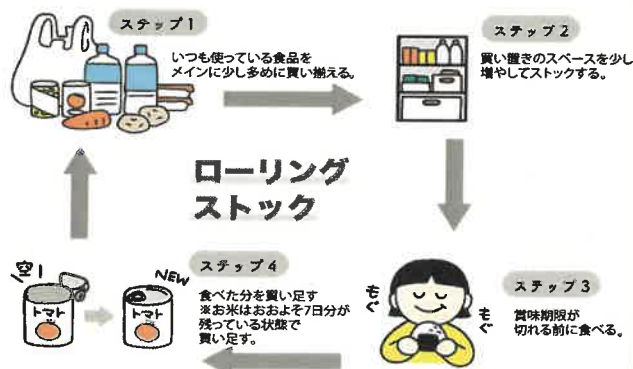 ステップ1
いつも使っている食品を
メインに少し多めに買い揃える。
ステップ2
買い置きのスペースを少し
増やしてストックする。
ローリング
ストック
ステップ3
賞味期限が
切れる前に食べる。
もぐ
もぐ
ステップ4
食べた分を買い足す
※お米はおおよそ7日分が
残っている状態で
買い足す。
空!
トマト
NEW
トマト